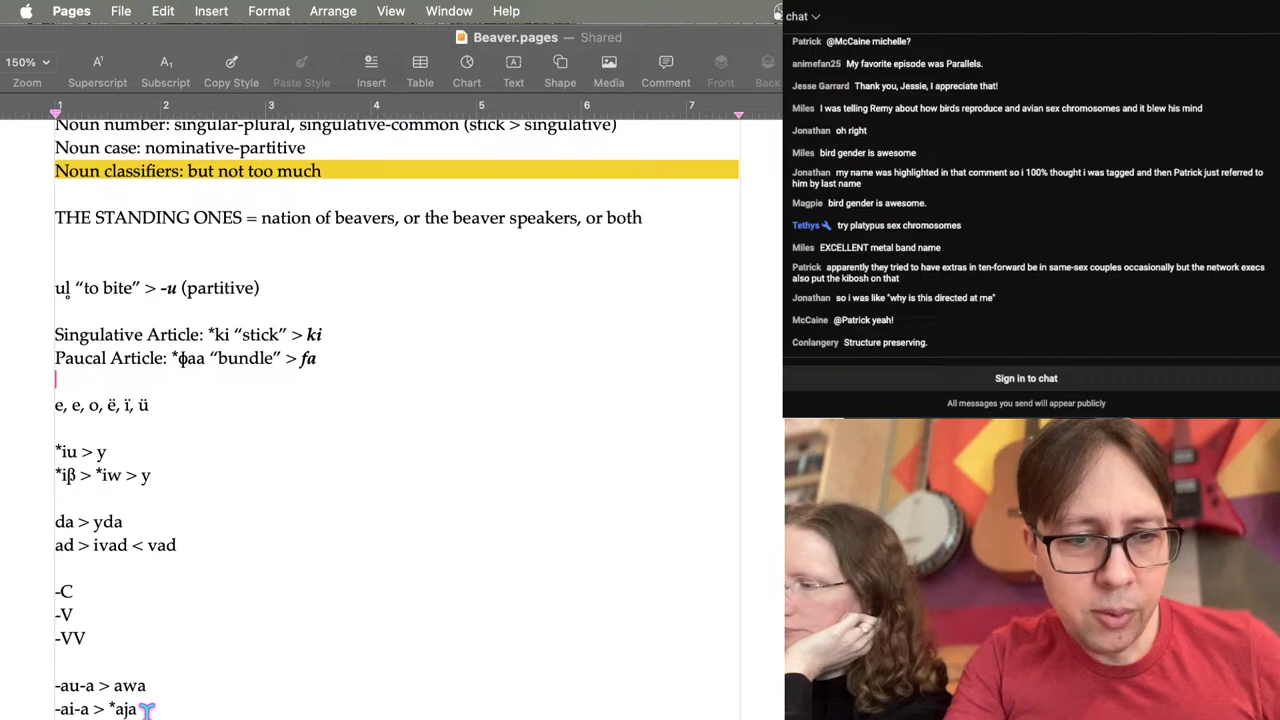 Pages File Edit Insert Format Arrange View Window Help
Beaver.pages — Shared
150%
Zoom Superscript Subscript Copy Style Paste Style Insert Table Chart Text Shape Media Comment Front Back
1 2 3 4 5 6 7
Noun number: singular-plural, singulative-common (stick > singulative)
Noun case: nominative-partitive
Noun classifiers: but not too much
THE STANDING ONES = nation of beavers, or the beaver speakers, or both
ul̥ “to bite” > -u (partitive)
Singulative Article: *ki “stick” > ki
Paucal Article: *ɸaa “bundle” > fa
e, e, o, ë, ï, ü
*iu > y
*iβ > *iw > y
da > yda
ad > ivad < vad
-C
-V
-VV
-au-a > awa
-ai-a > *aja
chat
Patrick @McCaine michelle?
animefan25 My favorite episode was Parallels.
Jesse Garrard Thank you, Jessie, I appreciate that!
Miles I was telling Remy about how birds reproduce and avian sex chromosomes and it blew his mind
Jonathan oh right
Miles bird gender is awesome
Jonathan my name was highlighted in that comment so i 100% thought i was tagged and then Patrick just referred to
him by last name
Magpie bird gender is awesome.
Tethys try platypus sex chromosomes
Miles EXCELLENT metal band name
Patrick apparently they tried to have extras in ten-forward be in same-sex couples occasionally but the network execs
also put the kibosh on that
Jonathan so i was like "why is this directed at me"
McCaine @Patrick yeah!
Conlangery Structure preserving.
Sign in to chat
All messages you send will appear publicly